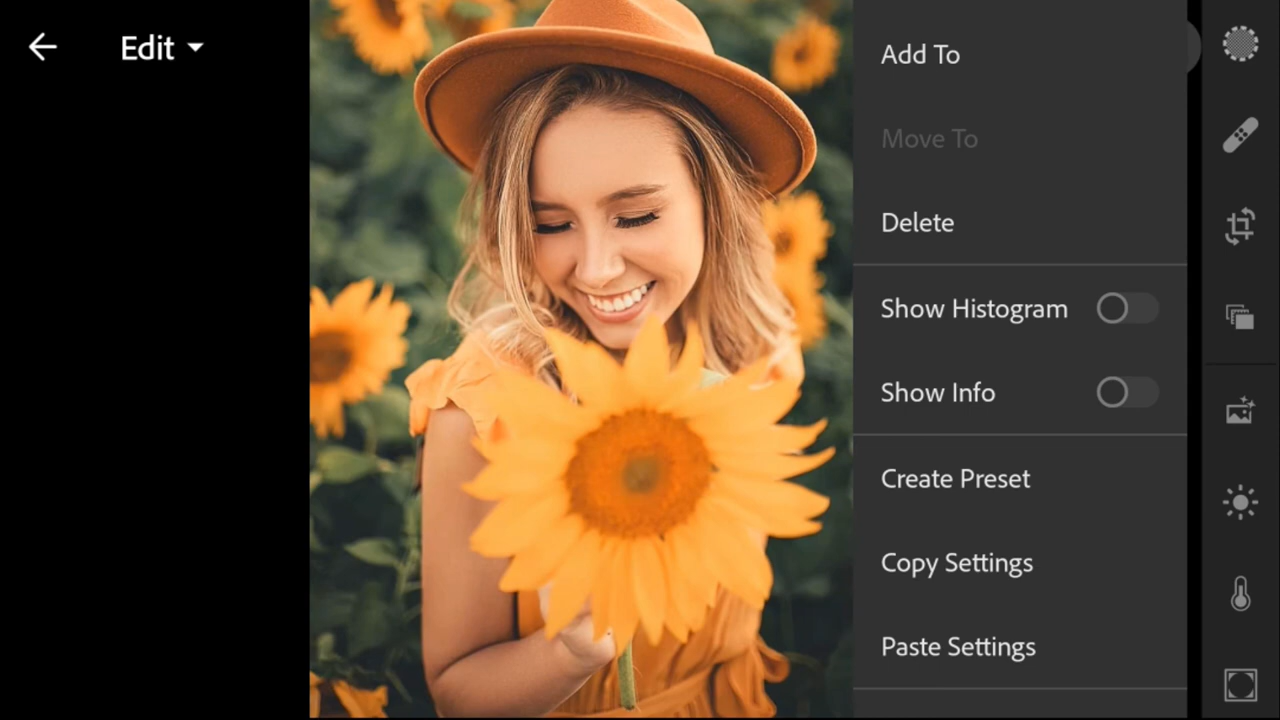 Edit
Add To
Move To
Delete
Show Histogram
Show Info
Create Preset
Copy Settings
Paste Settings